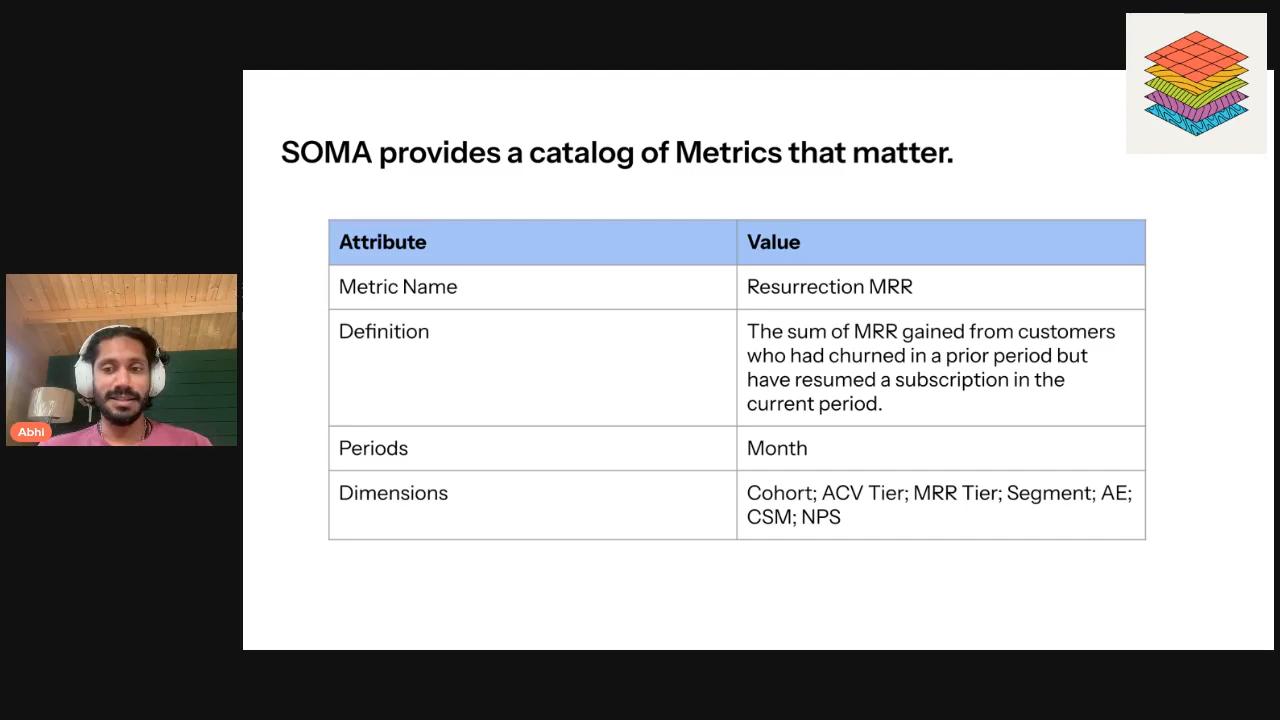 SOMA provides a catalog of Metrics that matter.
Attribute
Value
Metric Name
Resurrection MRR
Definition
The sum of MRR gained from customers
who had churned in a prior period but
have resumed a subscription in the
current period.
Periods
Month
Dimensions
Cohort; ACV Tier; MRR Tier; Segment; AE;
CSM; NPS
Abhi